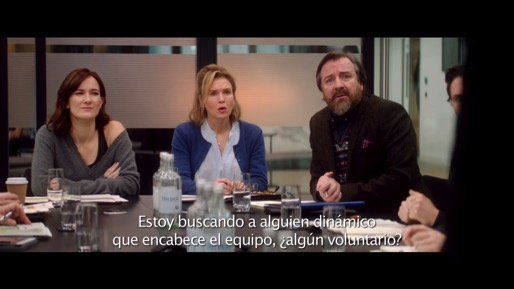 Estoy buscando a alguien dinámico
que encabece el equipo, ¿algún voluntario?